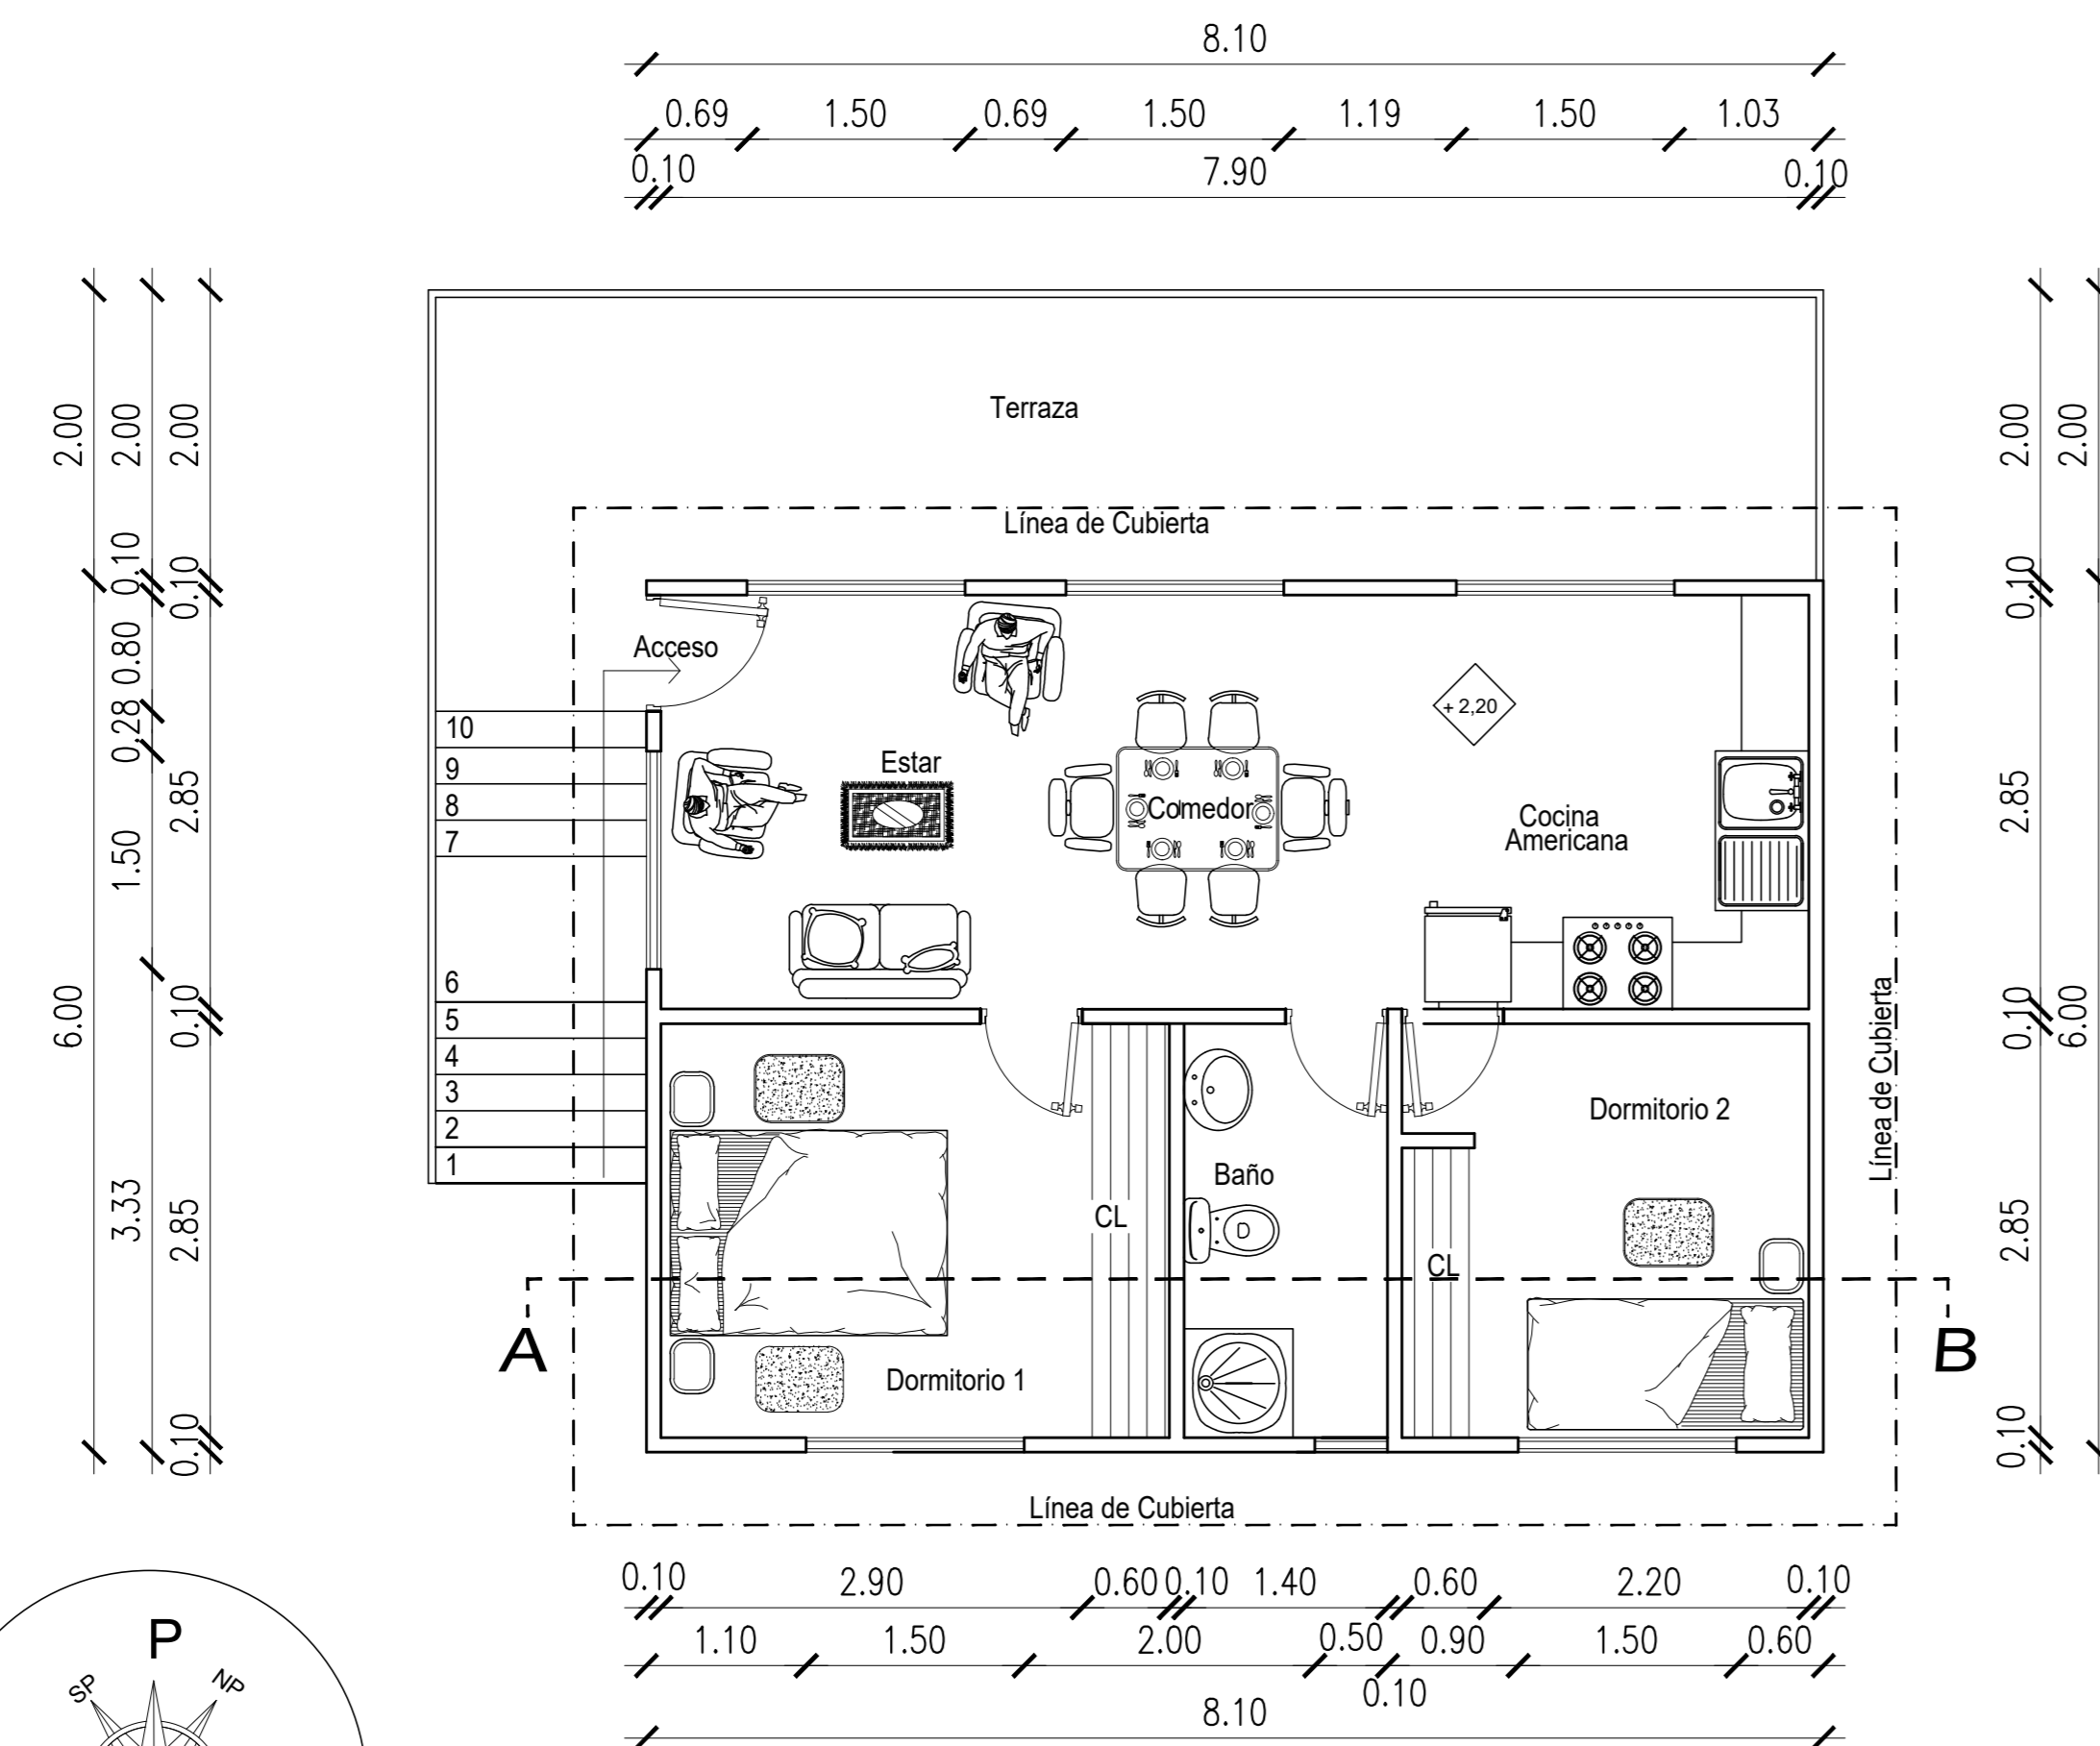 8.10
0.69 1.50 0.69 1.50 1.19 1.50 1.03
0.10 7.90 0.10
2.00 2.00 2.00
0.10 0.10
0.80
0.28
2.85
1.50
6.00
0.10
3.33
2.85
0.10
Terraza
Línea de Cubierta
Acceso
10
9
8
7
6
5
4
3
2
1
Estar
Comedor
+ 2,20
Cocina
Americana
Dormitorio 2
Baño
CL
CL
Dormitorio 1
A
B
Línea de Cubierta
Línea de Cubierta
2.00 2.00
0.10
2.85
0.10
6.00
2.85
0.10
0.10 2.90 0.60 0.10 1.40 0.60 2.20 0.10
1.10 1.50 2.00 0.50 0.90 1.50 0.60
0.10
8.10
P
SP
NP